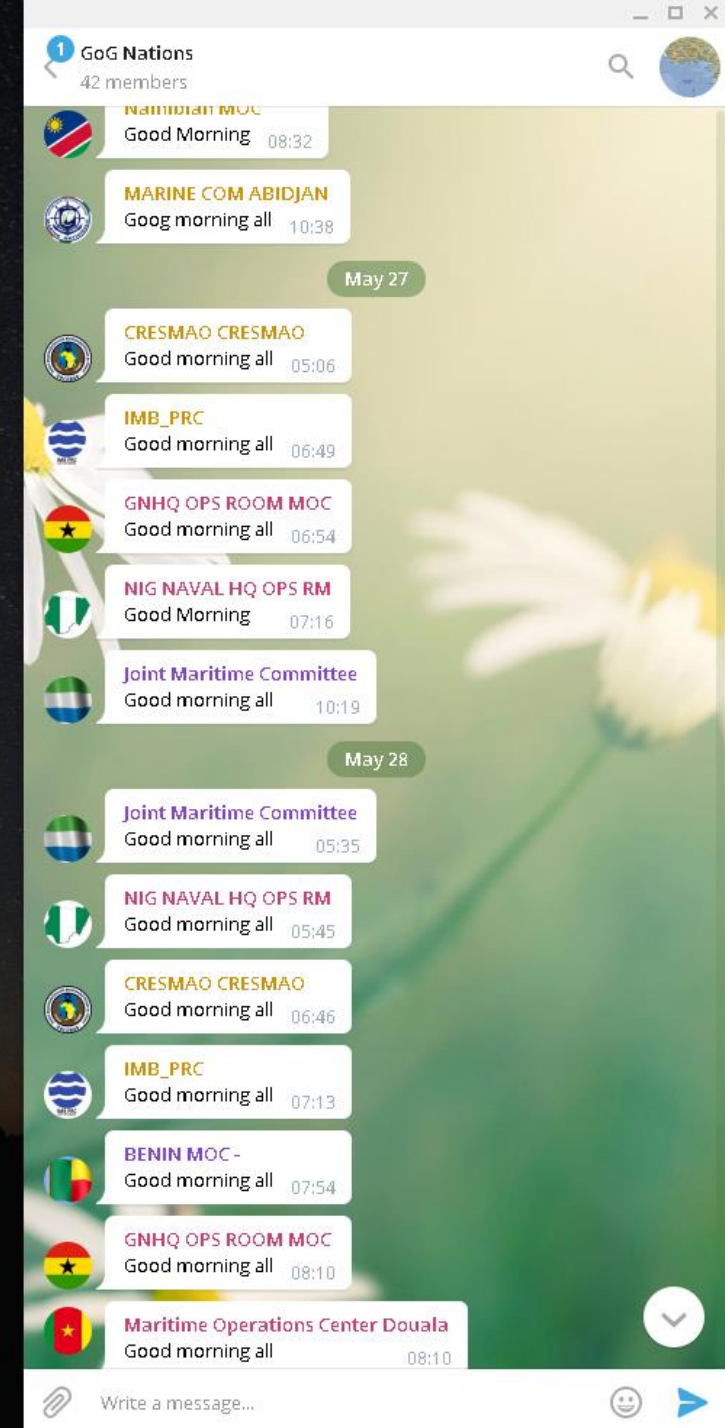 1
GoG Nations
42 members
Namibian MOC
Good Morning 08:32
MARINE COM ABIDJAN
Goog morning all 10:38
May 27
CRESMAO CRESMAO
Good morning all 05:06
IMB_PRC
Good morning all 06:49
GNHQ OPS ROOM MOC
Good morning all 06:54
NIG NAVAL HQ OPS RM
Good Morning 07:16
Joint Maritime Committee
Good morning all 10:19
May 28
Joint Maritime Committee
Good morning all 05:35
NIG NAVAL HQ OPS RM
Good morning all 05:45
CRESMAO CRESMAO
Good morning all 06:46
IMB_PRC
Good morning all 07:13
BENIN MOC -
Good morning all 07:54
GNHQ OPS ROOM MOC
Good morning all 08:10
Maritime Operations Center Douala
Good morning all 08:10
Write a message...